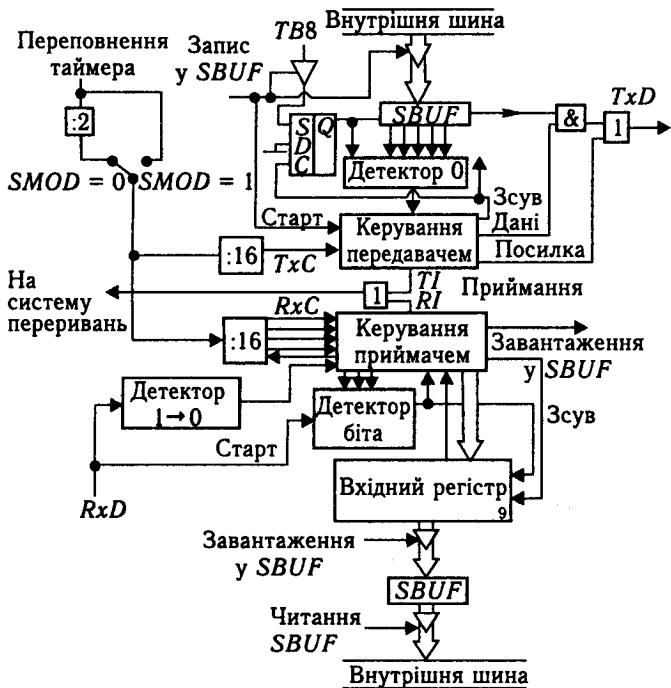 Внутрішня шина
TB8
Запис
у SBUF
Переповнення
таймера
:2
SMOD = 0
SMOD = 1
S
Q
D
C
SBUF
Детектор 0
&
TxD
1
Зсув
Дані
Посилка
Старт
Керування
передавачем
:16
TxC
TI
RI
Приймання
1
На
систему
переривань
RxC
:16
Керування
приймачем
Завантаження
у SBUF
Детектор
1→0
Детектор
біта
Зсув
Старт
RxD
Вхідний регістр
9
Завантаження
у SBUF
SBUF
Читання
SBUF
Внутрішня шина